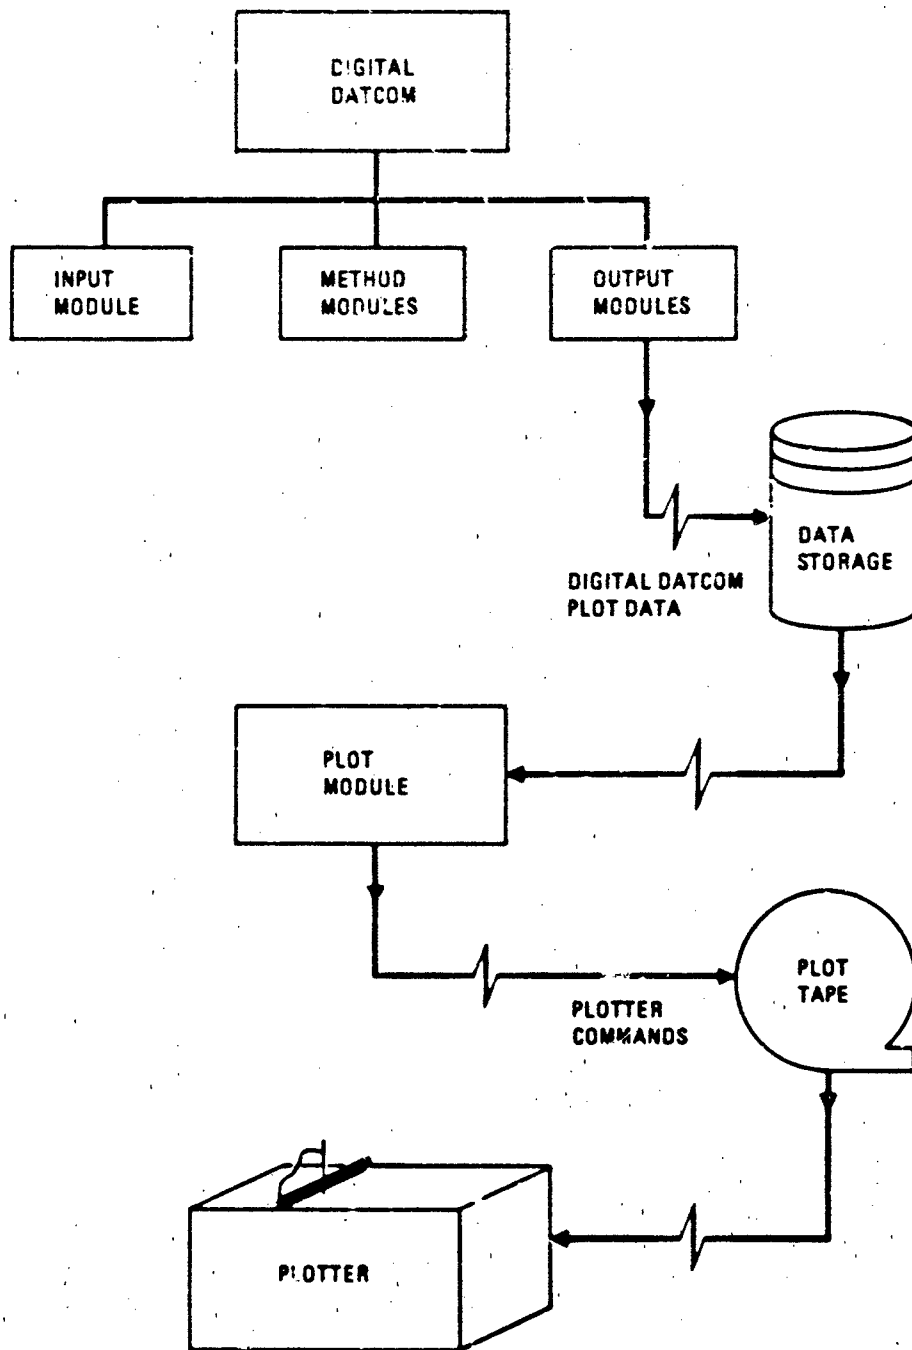 DIGITAL
DATCOM
INPUT
MODULE
METHOD
MODULES
OUTPUT
MODULES
DATA
STORAGE
DIGITAL DATCOM
PLOT DATA
PLOT
MODULE
PLOT
TAPE
PLOTTER
COMMANDS
PLOTTER